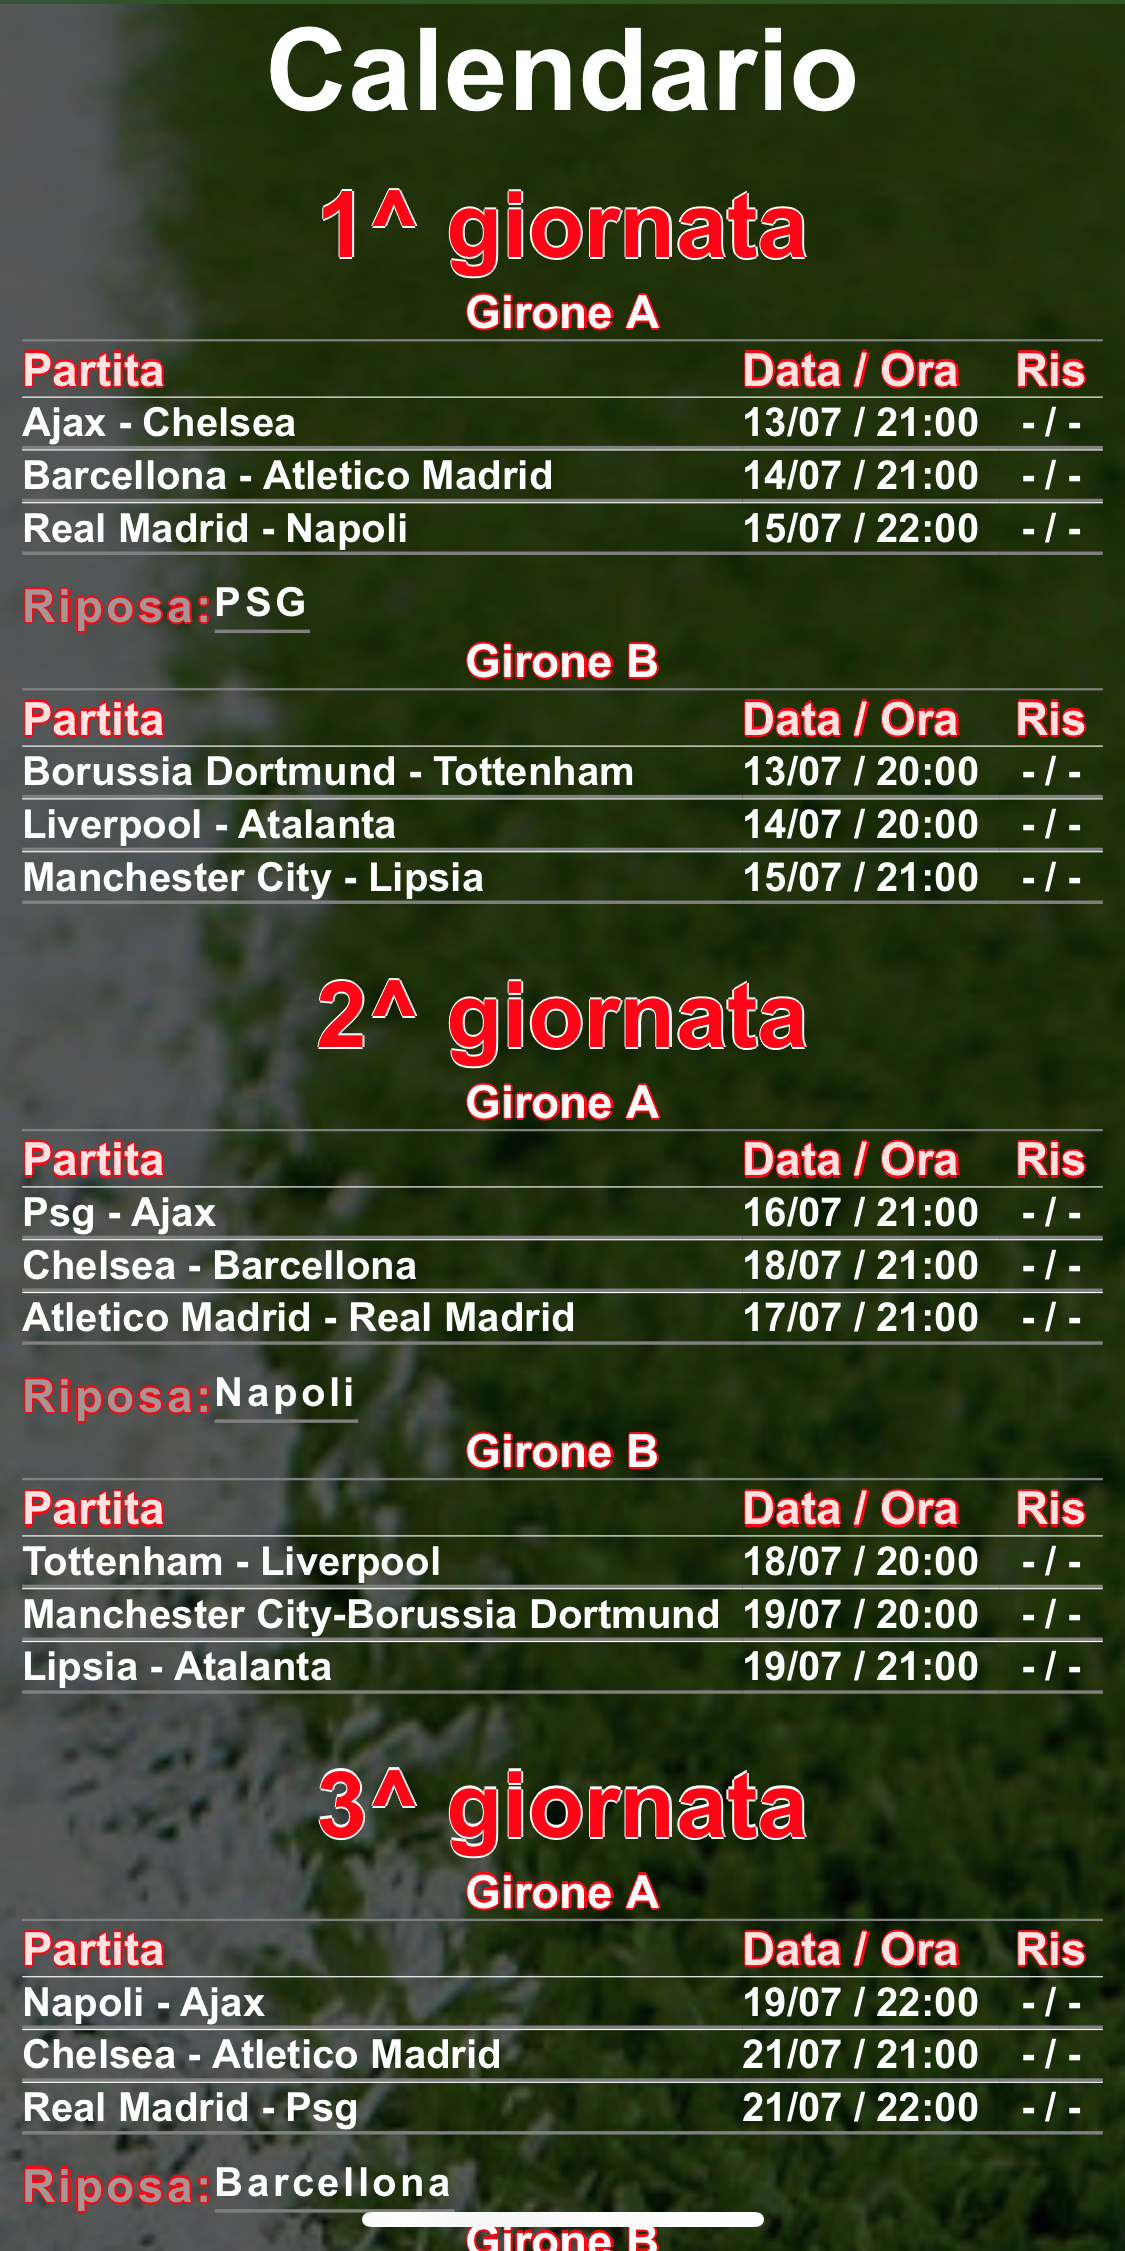 Calendario
1^ giornata
Girone A
Partita Data / Ora Ris
Ajax - Chelsea 13/07 / 21:00 - / -
Barcellona - Atletico Madrid 14/07 / 21:00 - / -
Real Madrid - Napoli 15/07 / 22:00 - / -
Riposa: PSG
Girone B
Partita Data / Ora Ris
Borussia Dortmund - Tottenham 13/07 / 20:00 - / -
Liverpool - Atalanta 14/07 / 20:00 - / -
Manchester City - Lipsia 15/07 / 21:00 - / -
2^ giornata
Girone A
Partita Data / Ora Ris
Psg - Ajax 16/07 / 21:00 - / -
Chelsea - Barcellona 18/07 / 21:00 - / -
Atletico Madrid - Real Madrid 17/07 / 21:00 - / -
Riposa: Napoli
Girone B
Partita Data / Ora Ris
Tottenham - Liverpool 18/07 / 20:00 - / -
Manchester City-Borussia Dortmund 19/07 / 20:00 - / -
Lipsia - Atalanta 19/07 / 21:00 - / -
3^ giornata
Girone A
Partita Data / Ora Ris
Napoli - Ajax 19/07 / 22:00 - / -
Chelsea - Atletico Madrid 21/07 / 21:00 - / -
Real Madrid - Psg 21/07 / 22:00 - / -
Riposa: Barcellona
Girone B